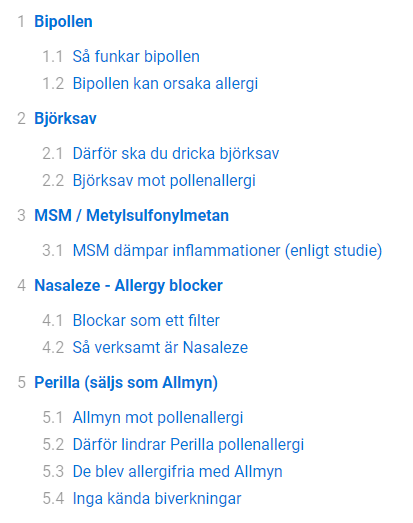 1 Bipollen
1.1 Så funkar bipollen
1.2 Bipollen kan orsaka allergi
2 Björksav
2.1 Därför ska du dricka björksav
2.2 Björksav mot pollenallergi
3 MSM / Metylsulfonylmetan
3.1 MSM dämpar inflammationer (enligt studie)
4 Nasaleze - Allergy blocker
4.1 Blockar som ett filter
4.2 Så verksamt är Nasaleze
5 Perilla (säljs som Allmyn)
5.1 Allmyn mot pollenallergi
5.2 Därför lindrar Perilla pollenallergi
5.3 De blev allergifria med Allmyn
5.4 Inga kända biverkningar